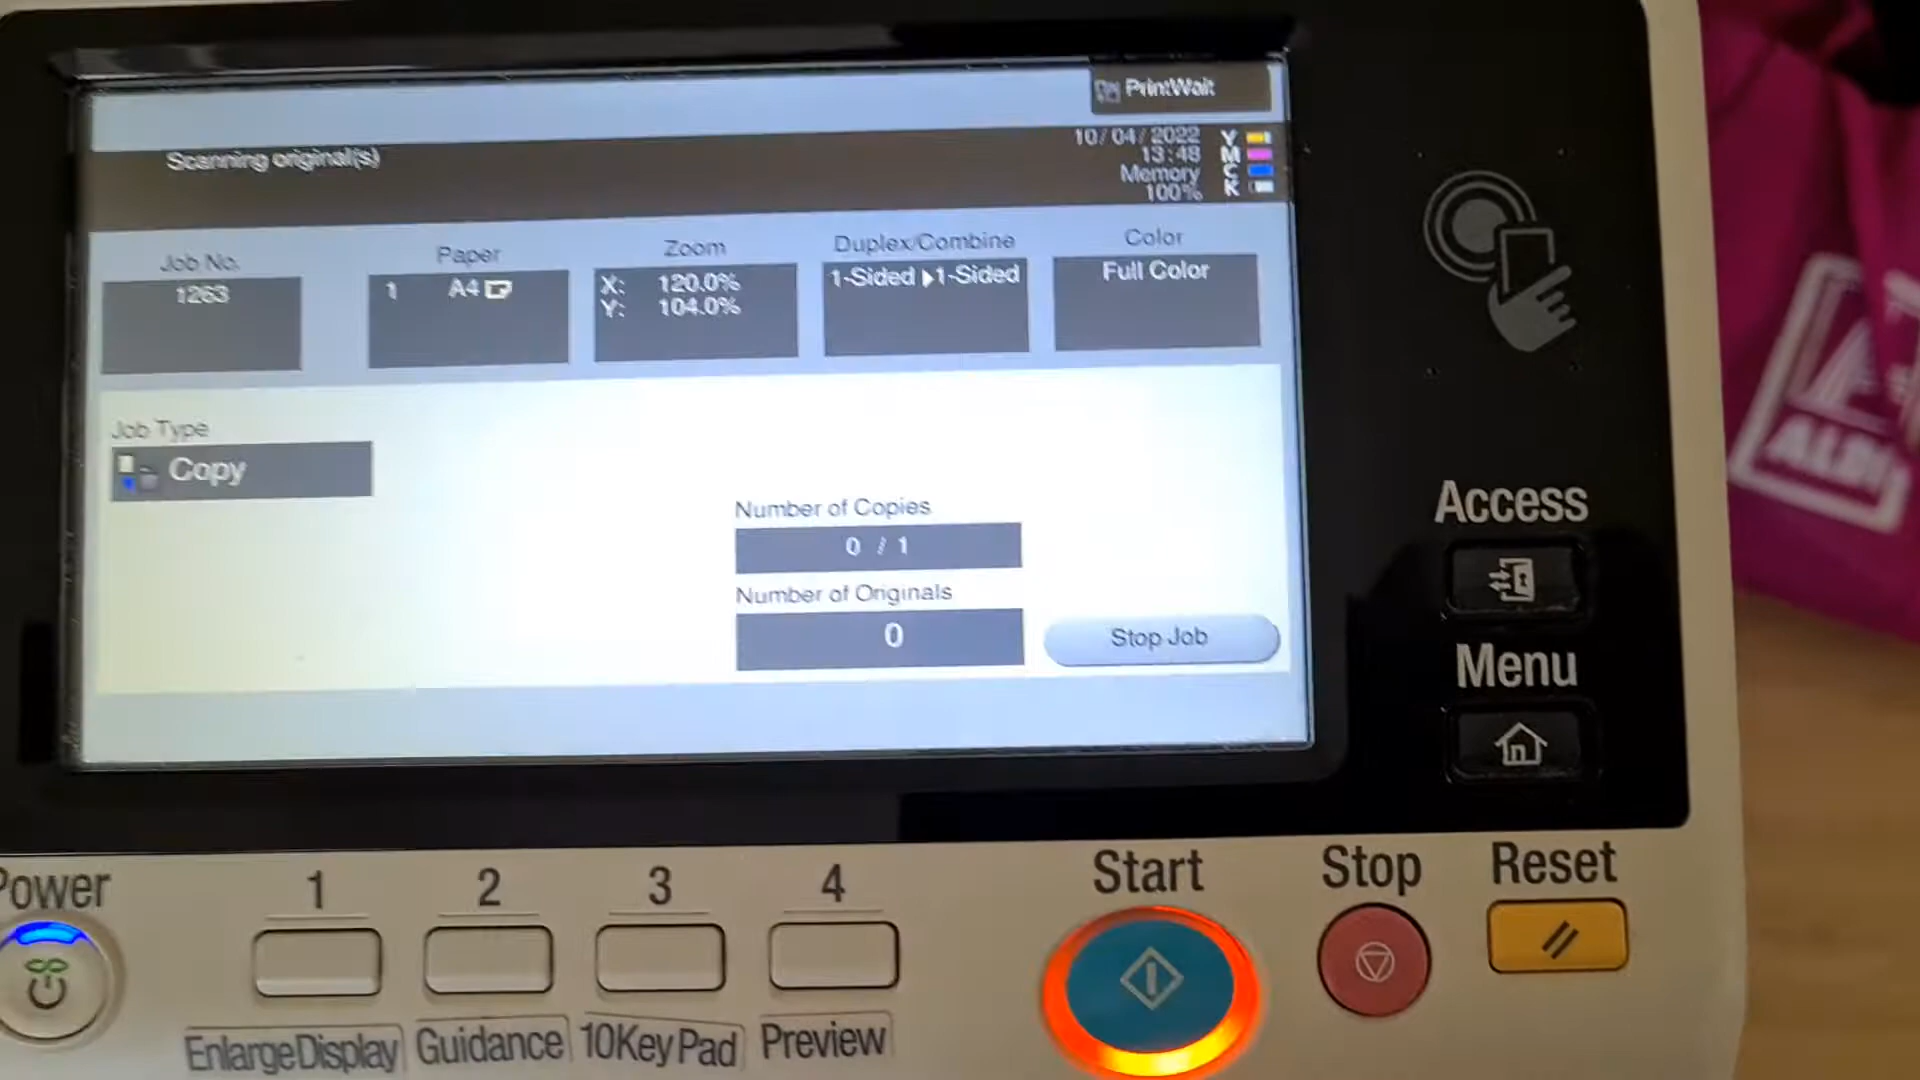 PrintWait
Scanning original(s)
10/04/2022
13:48
Memory
100%
Y
M
C
K
Job No.
1263
Paper
1 A4
Zoom
X: 120.0%
Y: 104.0%
Duplex/Combine
1-Sided ▶ 1-Sided
Color
Full Color
Job Type
Copy
Number of Copies
0 / 1
Number of Originals
0
Stop Job
Access
Menu
ALDI
Power
1
2
3
4
Start
Stop
Reset
EnlargeDisplay
Guidance
10KeyPad
Preview